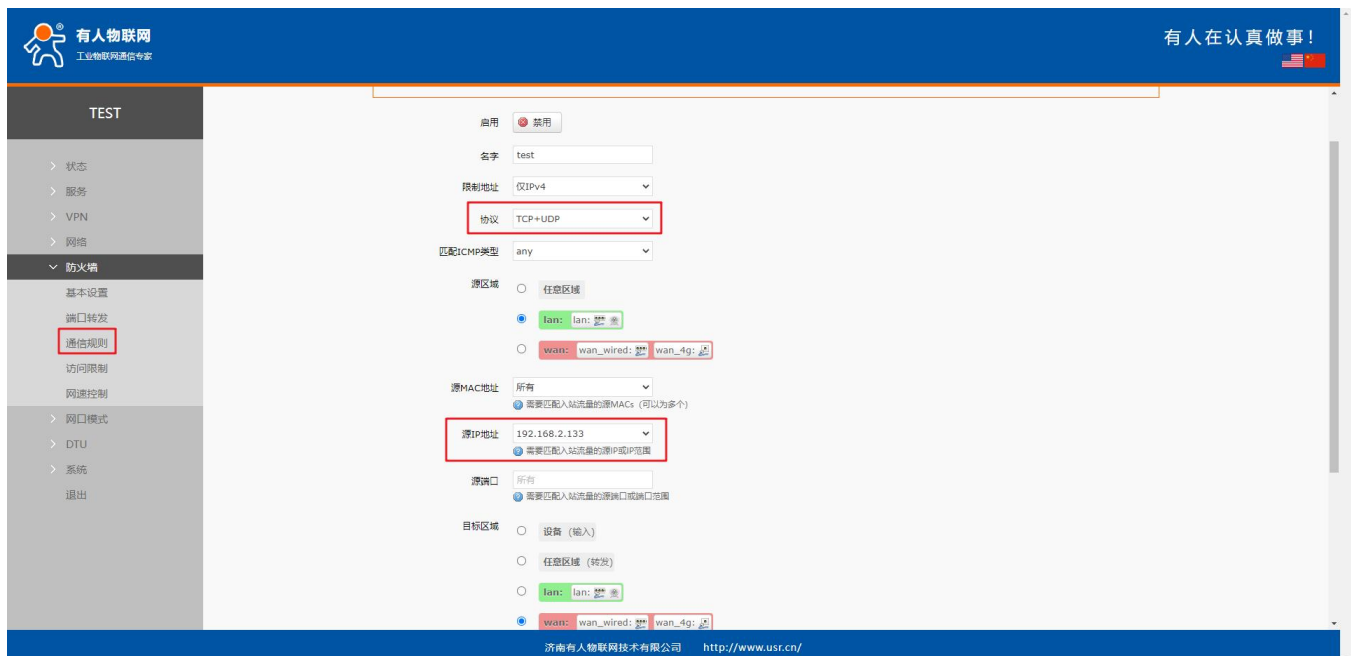 有人物联网
工业物联网通信专家
有人在认真做事！
TEST
状态
服务
VPN
网络
防火墙
基本设置
端口转发
通信规则
访问限制
网速控制
网口模式
DTU
系统
退出
启用 禁用
名字 test
限制地址 仅IPv4
协议 TCP+UDP
匹配ICMP类型 any
源区域 任意区域
lan: lan:
wan: wan_wired: wan_4g:
源MAC地址 所有
需要匹配入站流量的源MACs（可以为多个）
源IP地址 192.168.2.133
需要匹配入站流量的源IP或IP范围
源端口 所有
需要匹配入站流量的源端口或端口范围
目标区域 设备（输入）
任意区域（转发）
lan: lan:
wan: wan_wired: wan_4g:
济南有人物联网技术有限公司 http://www.usr.cn/